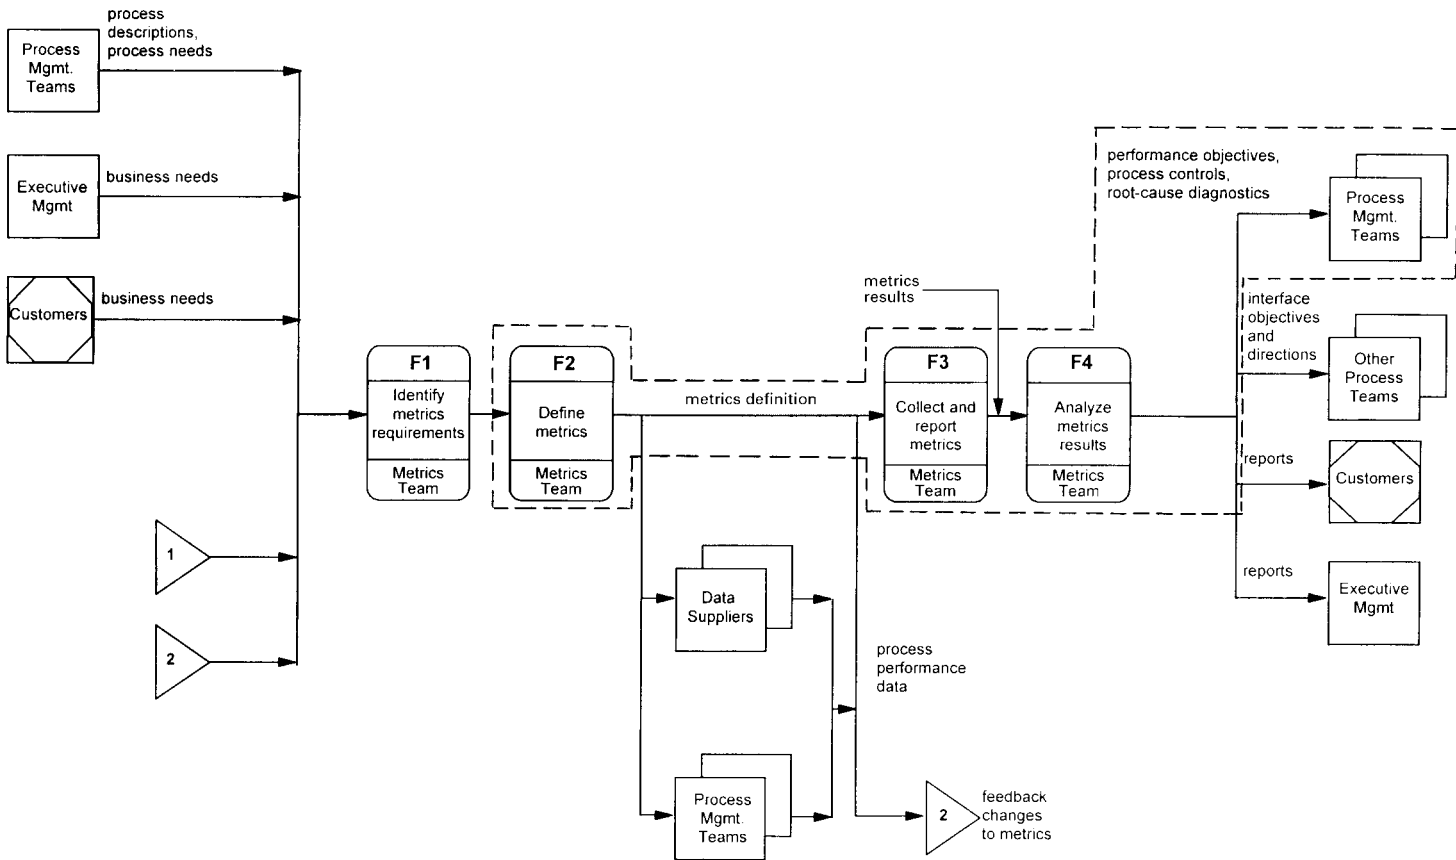 process
descriptions,
process needs
Process
Mgmt.
Teams
business needs
Executive
Mgmt
business needs
Customers
performance objectives,
process controls,
root-cause diagnostics
Process
Mgmt.
Teams
metrics
results
interface
objectives
and
directions
Other
Process
Teams
F1
Identify
metrics
requirements
Metrics
Team
F2
Define
metrics
Metrics
Team
metrics definition
F3
Collect and
report
metrics
Metrics
Team
F4
Analyze
metrics
results
Metrics
Team
reports
Customers
reports
Executive
Mgmt
1
2
Data
Suppliers
process
performance
data
Process
Mgmt.
Teams
2
feedback
changes
to metrics